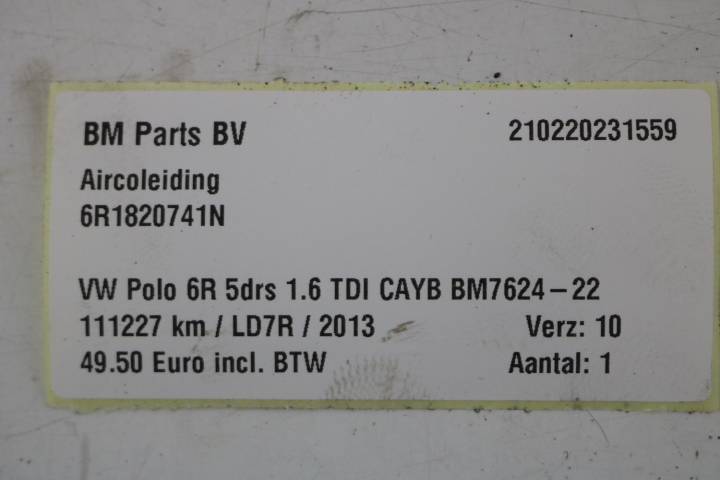 BM Parts BV 210220231559
Aircoleiding
6R1820741N
VW Polo 6R 5drs 1.6 TDI CAYB BM7624-22
111227 km / LD7R / 2013 Verz: 10
49.50 Euro incl. BTW Aantal: 1